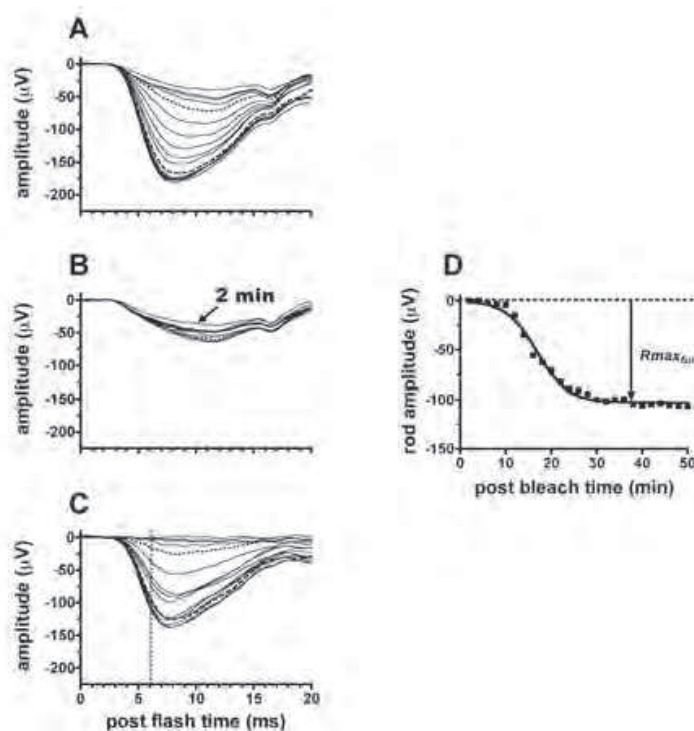 A
amplitude (µV)
0
-50
-100
-150
-200
B
2 min
amplitude (µV)
0
-50
-100
-150
-200
C
amplitude (µV)
0
-50
-100
-150
-200
0 5 10 15 20
post flash time (ms)
D
rod amplitude (µV)
0
-50
-100
-150
0 10 20 30 40 50
post bleach time (min)